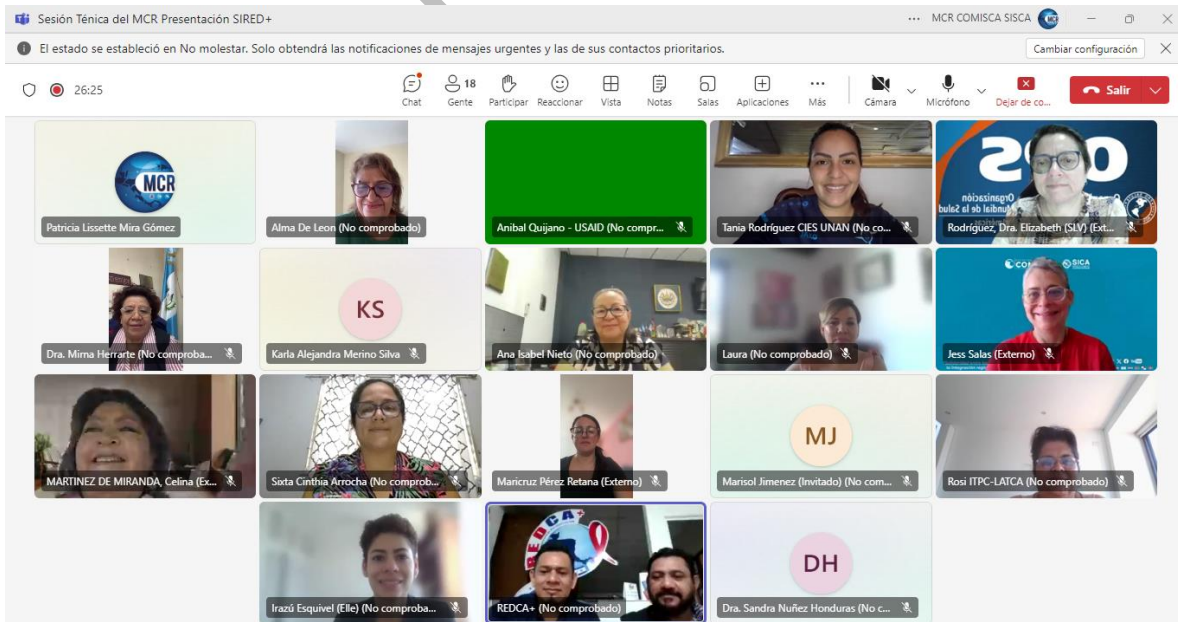 Sesión Ténica del MCR Presentación SIRED+
MCR COMISCA SISCA
El estado se estableció en No molestar. Solo obtendrá las notificaciones de mensajes urgentes y las de sus contactos prioritarios.
Cambiar configuración
26:25
18
Chat Gente Participar Reaccionar Vista Notas Salas Aplicaciones Más Cámara Micrófono Dejar de co... Salir
MCR
Patricia Lissette Mira Gómez
Alma De Leon (No comprobado)
Anibal Quijano - USAID (No compr...
Tania Rodríguez CIES UNAN (No co...
Organización
Mundial de la Salud
Rodríguez, Dra. Elizabeth (SLV) (Ext...
Dra. Mirna Herrarte (No comproba...
KS
Karla Alejandra Merino Silva
Ana Isabel Nieto (No comprobado)
Laura (No comprobado)
SICA
Jess Salas (Externo)
MARTINEZ DE MIRANDA, Celina (Ex...
Sixta Cinthia Arrocha (No comprob...
Maricruz Pérez Retana (Externo)
MJ
Marisol Jimenez (Invitado) (No com...
Rosi ITPC-LATCA (No comprobado)
Irazú Esquivel (Elle) (No comproba...
REDCA+
REDCA+ (No comprobado)
DH
Dra. Sandra Nuñez Honduras (No c...